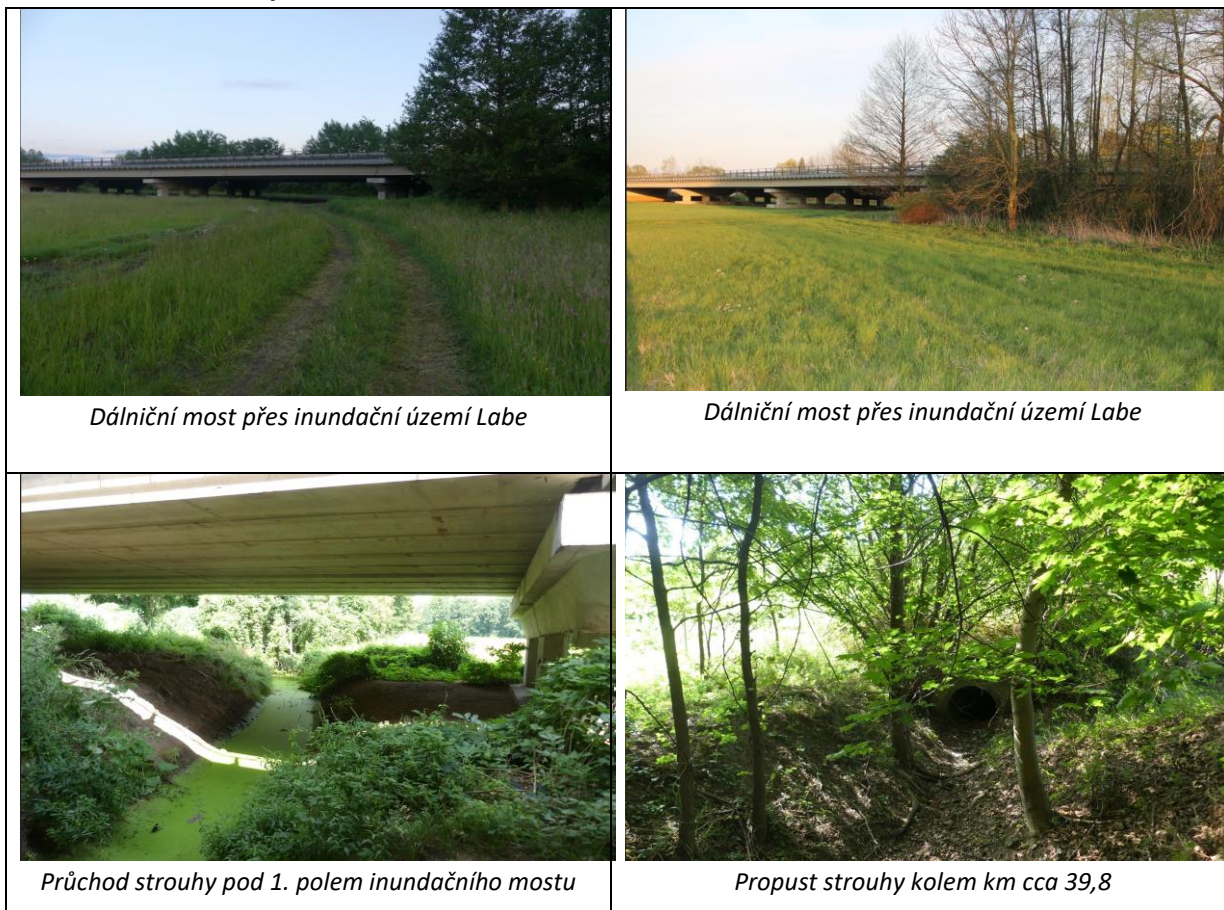 Dálniční most přes inundační území Labe
Dálniční most přes inundační území Labe
Průchod strouhy pod 1. polem inundačního mostu
Propust strouhy kolem km cca 39,8